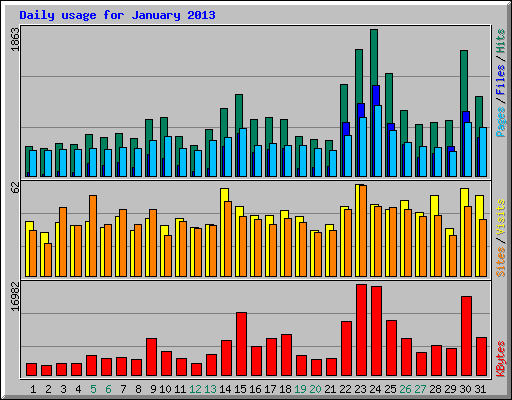 Daily usage for January 2013
1863
Pages / Files / Hits
62
Sites / Visits
16982
KBytes
1 2 3 4 5 6 7 8 9 10 11 12 13 14 15 16 17 18 19 20 21 22 23 24 25 26 27 28 29 30 31